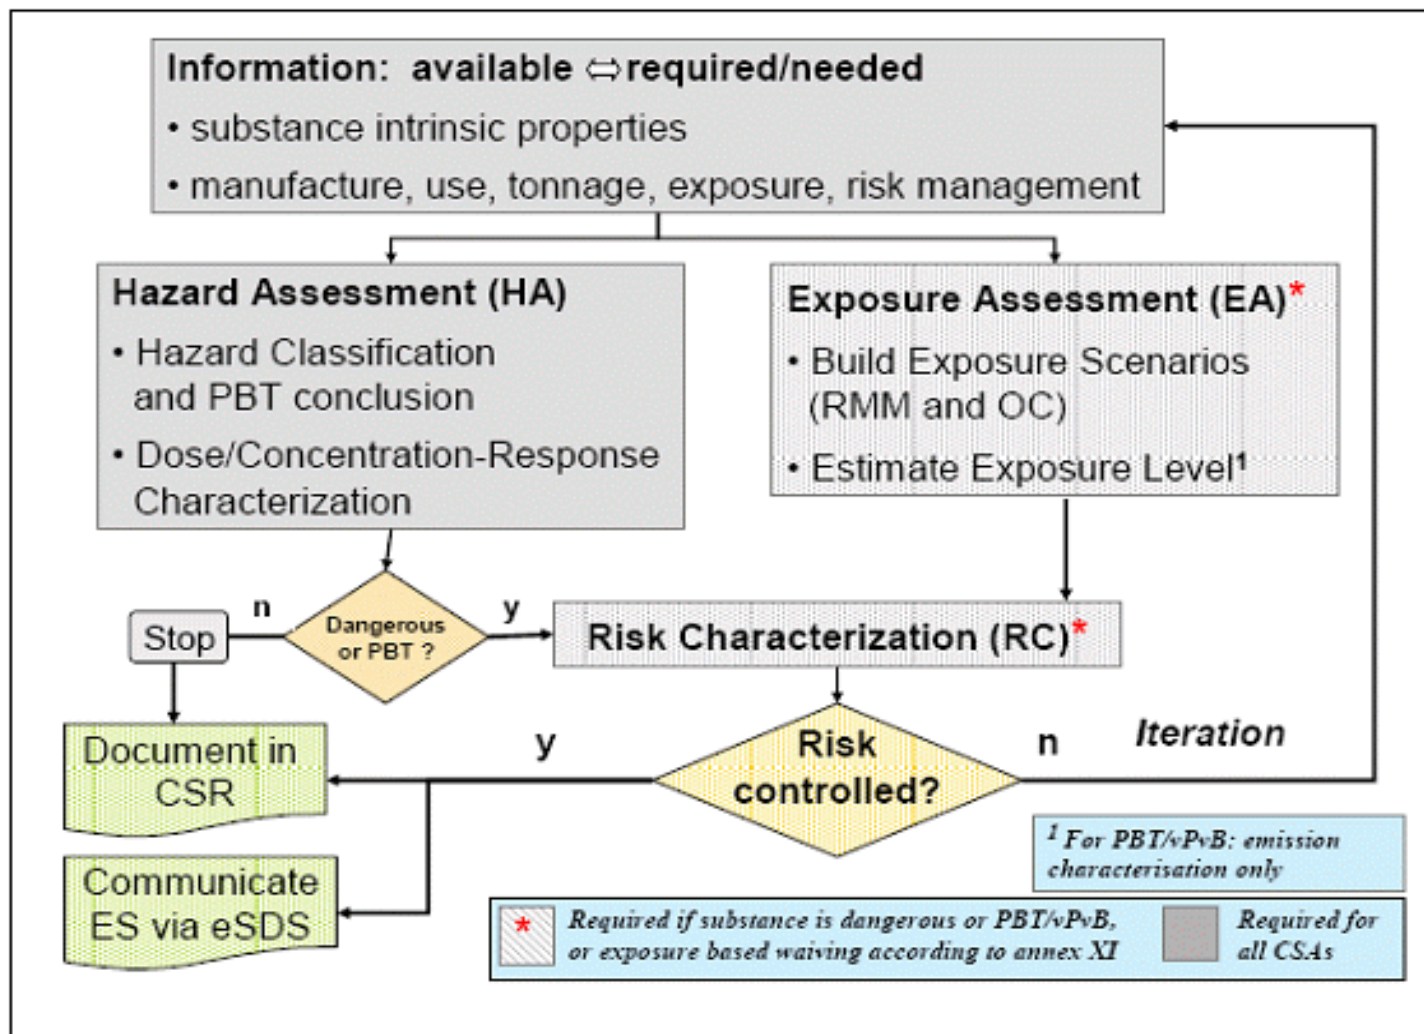 Information:  available ⇔ required/needed
• substance intrinsic properties
• manufacture, use, tonnage, exposure, risk management
Hazard Assessment (HA)
• Hazard Classification
and PBT conclusion
• Dose/Concentration-Response
Characterization
Exposure Assessment (EA)*
• Build Exposure Scenarios
(RMM and OC)
• Estimate Exposure Level¹
n
Dangerous
or PBT ?
y
Stop
Risk Characterization (RC)*
Document in
CSR
y
Risk
controlled?
n
Iteration
Communicate
ES via eSDS
¹ For PBT/vPvB: emission
characterisation only
* Required if substance is dangerous or PBT/vPvB,
or exposure based waiving according to annex XI
Required for
all CSAs